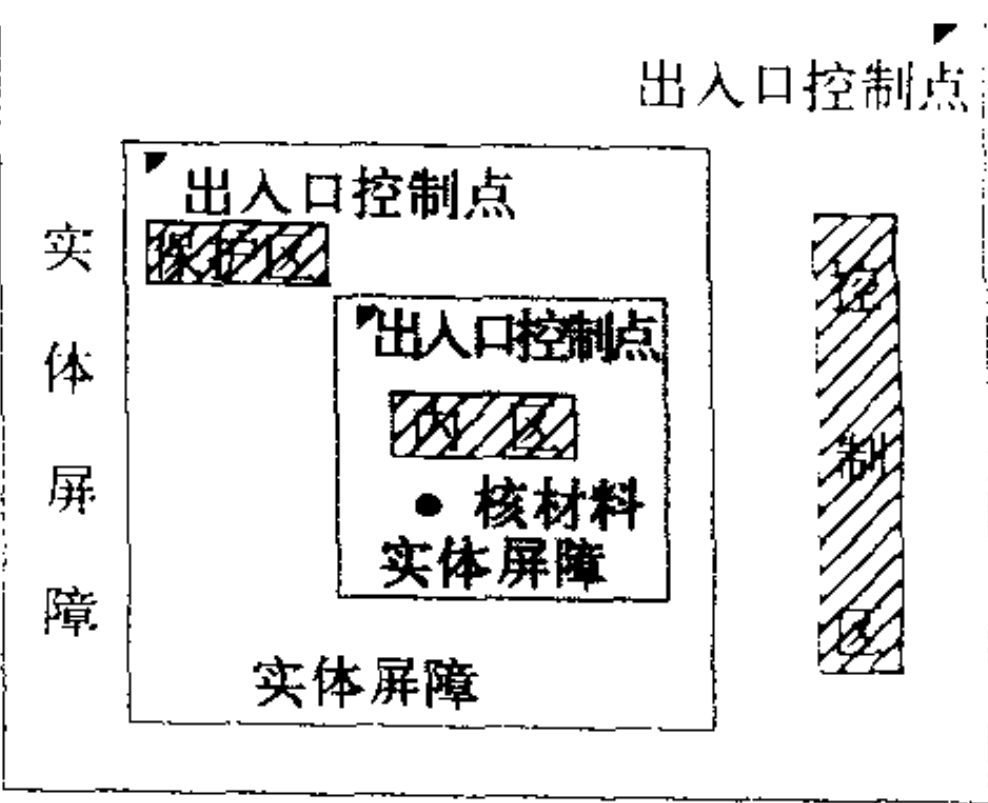 出入口控制点
出入口控制点
保护区
出入口控制点
内区
● 核材料
实体屏障
实体屏障
实体屏障
控制区